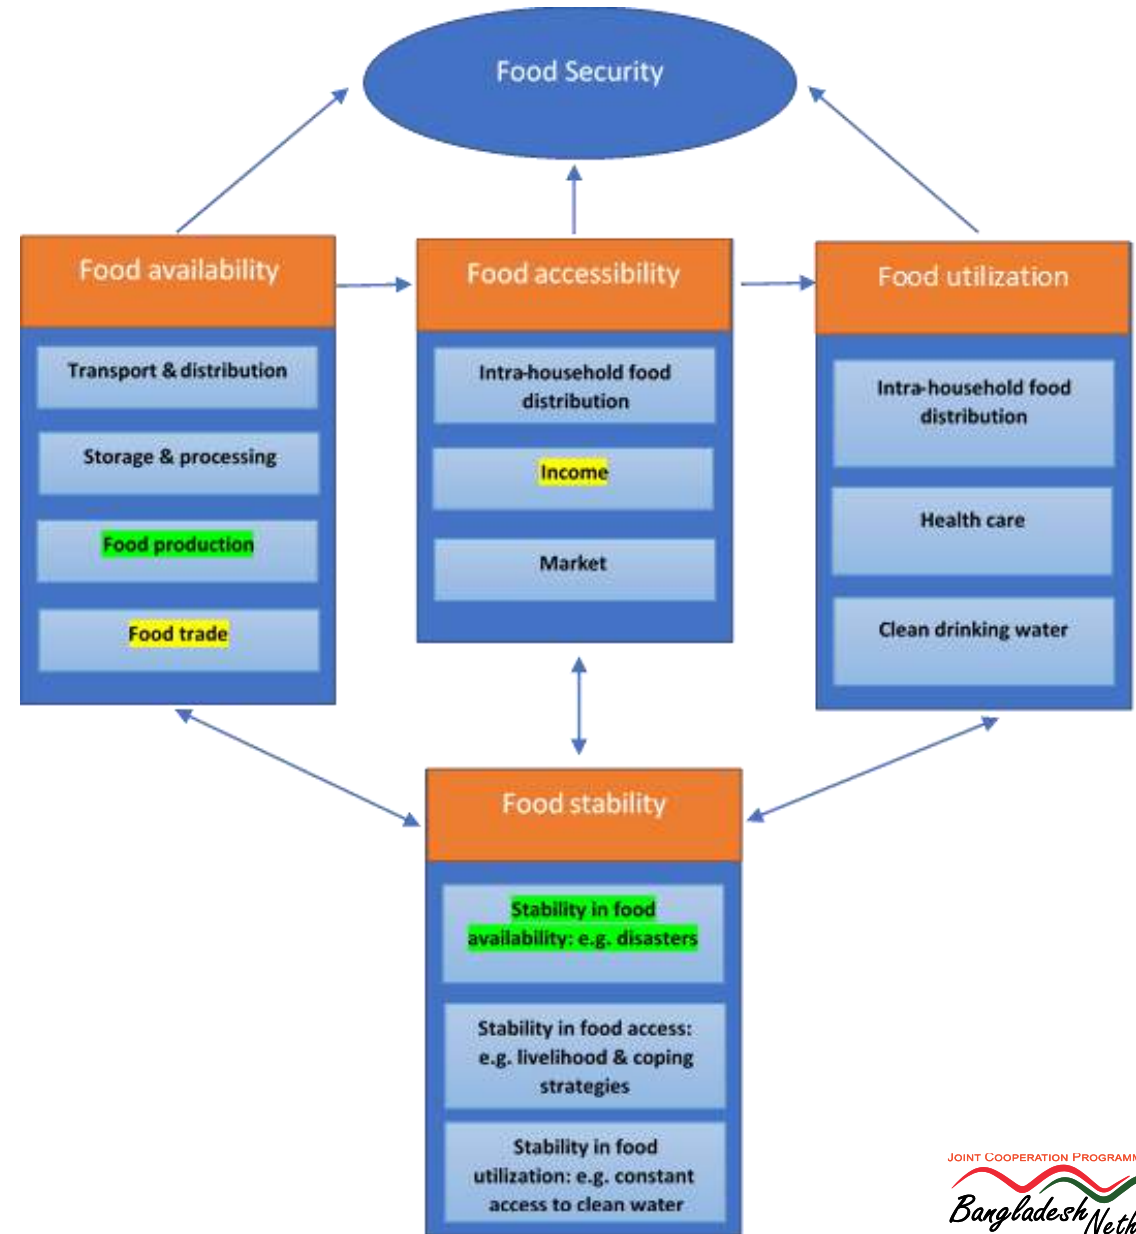 Food Security
Food availability
Transport & distribution
Storage & processing
Food production
Food trade
Food accessibility
Intra-household food
distribution
Income
Market
Food utilization
Intra-household food
distribution
Health care
Clean drinking water
Food stability
Stability in food
availability: e.g. disasters
Stability in food access:
e.g. livelihood & coping
strategies
Stability in food
utilization: e.g. constant
access to clean water
JOINT COOPERATION PROGRAMM
Bangladesh
Neth